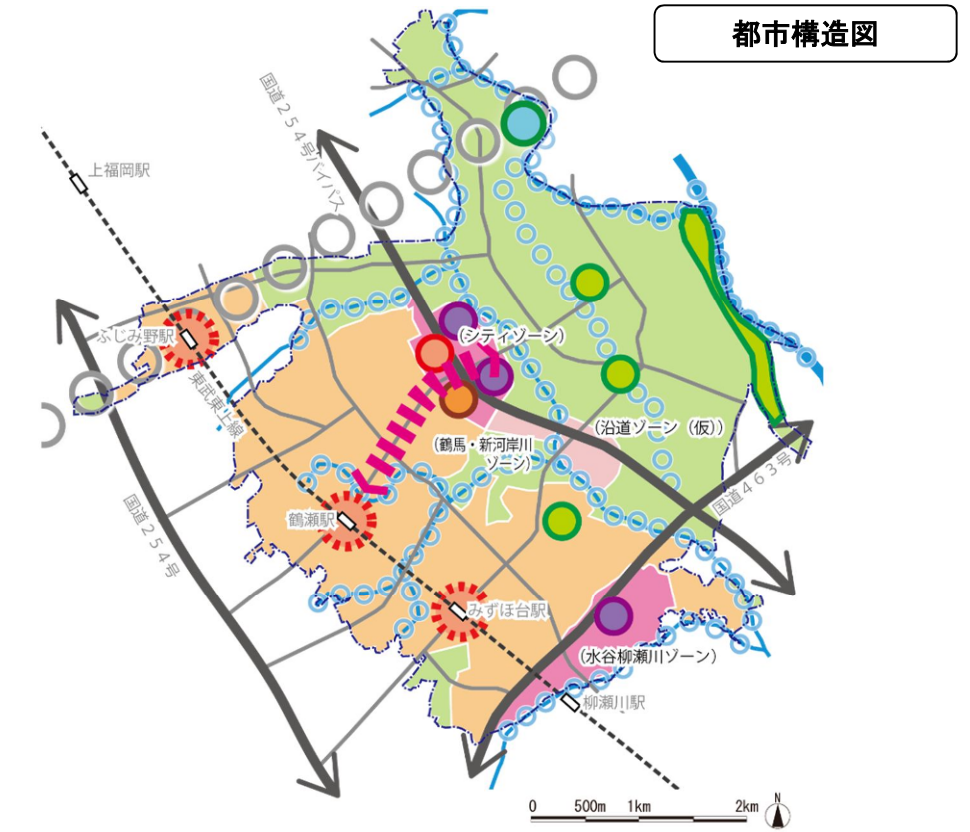 都市構造図
国道２５４号バイパス
上福岡駅
ふじみ野駅
(シティゾーン)
東武東上線
(沿道ゾーン (仮))
(鶴馬・新河岸川
ゾーン)
国道４６３号
国道２５４号
鶴瀬駅
みずほ台駅
(水谷柳瀬川ゾーン)
柳瀬川駅
0 500m 1km 2km
N